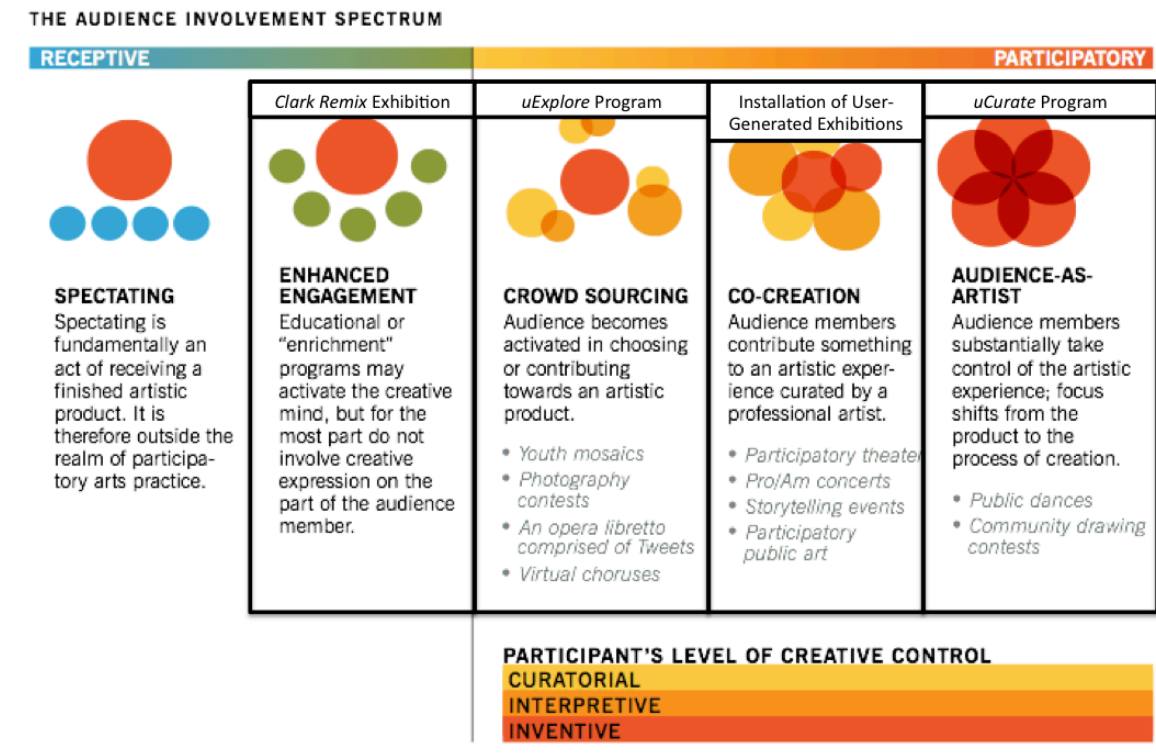 THE AUDIENCE INVOLVEMENT SPECTRUM
RECEPTIVE
PARTICIPATORY
Clark Remix Exhibition
uExplore Program
Installation of User-
Generated Exhibitions
uCurate Program
SPECTATING
Spectating is
fundamentally an
act of receiving a
finished artistic
product. It is
therefore outside the
realm of participa-
tory arts practice.
ENHANCED
ENGAGEMENT
Educational or
“enrichment”
programs may
activate the creative
mind, but for the
most part do not
involve creative
expression on the
part of the audience
member.
CROWD SOURCING
Audience becomes
activated in choosing
or contributing
towards an artistic
product.
• Youth mosaics
• Photography
contests
• An opera libretto
comprised of Tweets
• Virtual choruses
CO-CREATION
Audience members
contribute something
to an artistic exper-
ience curated by a
professional artist.
• Participatory theater
• Pro/Am concerts
• Storytelling events
• Participatory
public art
AUDIENCE-AS-
ARTIST
Audience members
substantially take
control of the artistic
experience; focus
shifts from the
product to the
process of creation.
• Public dances
• Community drawing
contests
PARTICIPANT’S LEVEL OF CREATIVE CONTROL
CURATORIAL
INTERPRETIVE
INVENTIVE